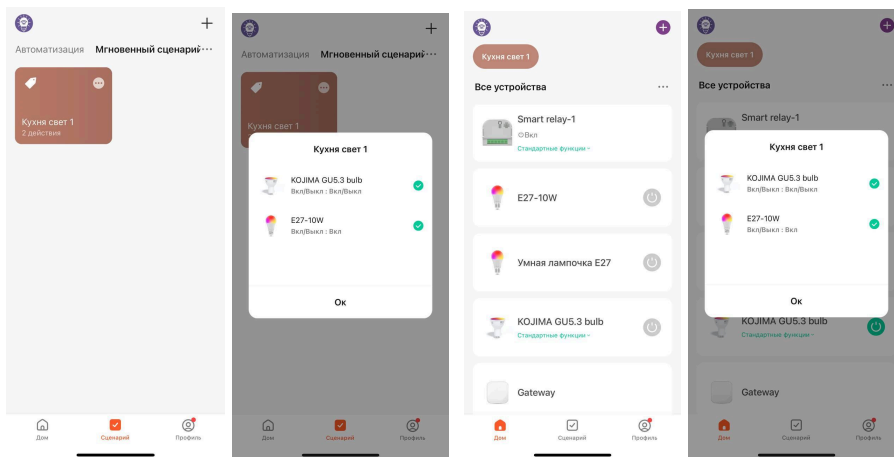 Автоматизация Мгновенный сценарий ...
Кухня свет 1
2 действия
Дом Сценарий Профиль
Автоматизация Мгновенный сценарий ...
Кухня свет 1
Кухня свет 1
KOJIMA GU5.3 bulb
Вкл/Выкл : Вкл/Выкл
E27-10W
Вкл/Выкл : Вкл
Ок
Дом Сценарий Профиль
Кухня свет 1
Все устройства ...
Smart relay-1
Вкл
Стандартные функции
E27-10W
Умная лампочка E27
KOJIMA GU5.3 bulb
Стандартные функции
Gateway
Дом Сценарий Профиль
Кухня свет 1
Все устройства ...
Smart relay-1
Кухня свет 1
KOJIMA GU5.3 bulb
Вкл/Выкл : Вкл/Выкл
E27-10W
Вкл/Выкл : Вкл
Ок
KOJIMA GU5.3 bulb
Стандартные функции
Gateway
Дом Сценарий Профиль